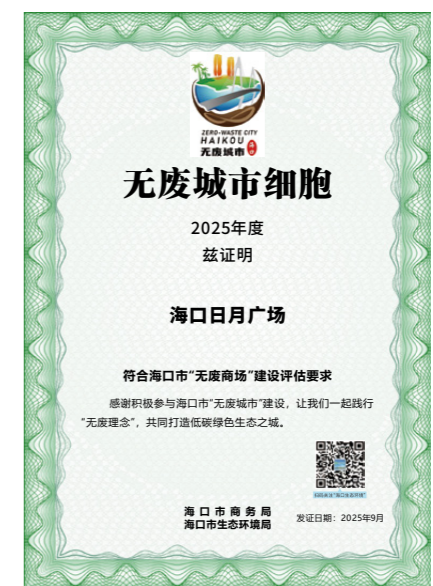 ZERO-WASTE CITY
HAIKOU
无废城市
无废城市细胞
2025年度
兹证明
海口日月广场
符合海口市“无废商场”建设评估要求
感谢积极参与海口市“无废城市”建设，让我们一起践行
“无废理念”，共同打造低碳绿色生态之城。
海口市商务局
海口市生态环境局
发证日期：2025年9月